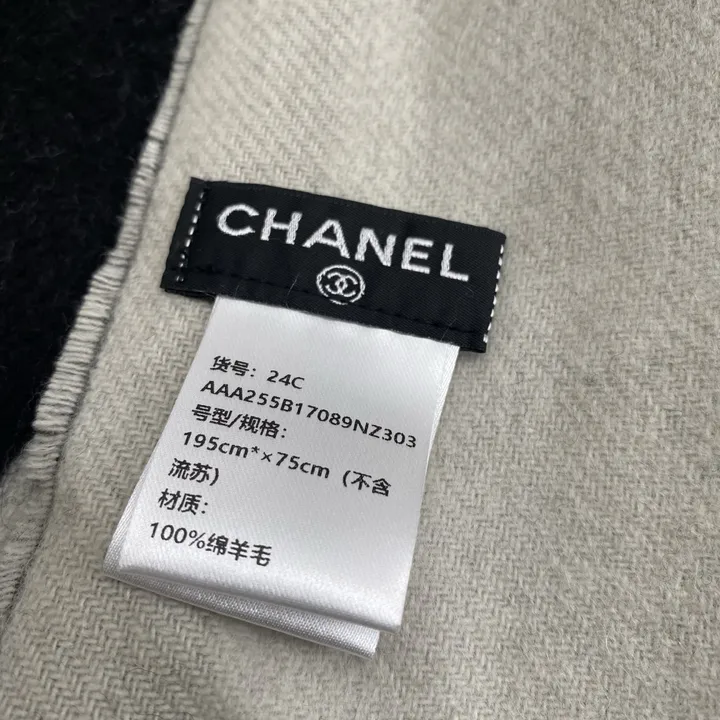 CHANEL
货号：24C
AAA255B17089NZ303
号型/规格：
195cm*×75cm（不含
流苏）
材质：
100%绵羊毛